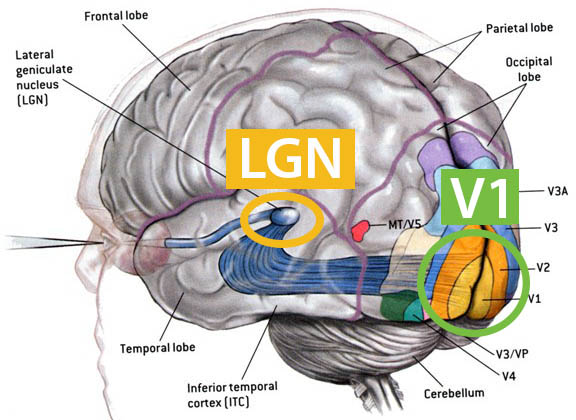 Frontal lobe
Parietal lobe
Lateral
geniculate
nucleus
(LGN)
Occipital
lobe
LGN
V1
V3A
MT/V5
V3
V2
V1
V3/VP
V4
Temporal lobe
Inferior temporal
cortex (ITC)
Cerebellum